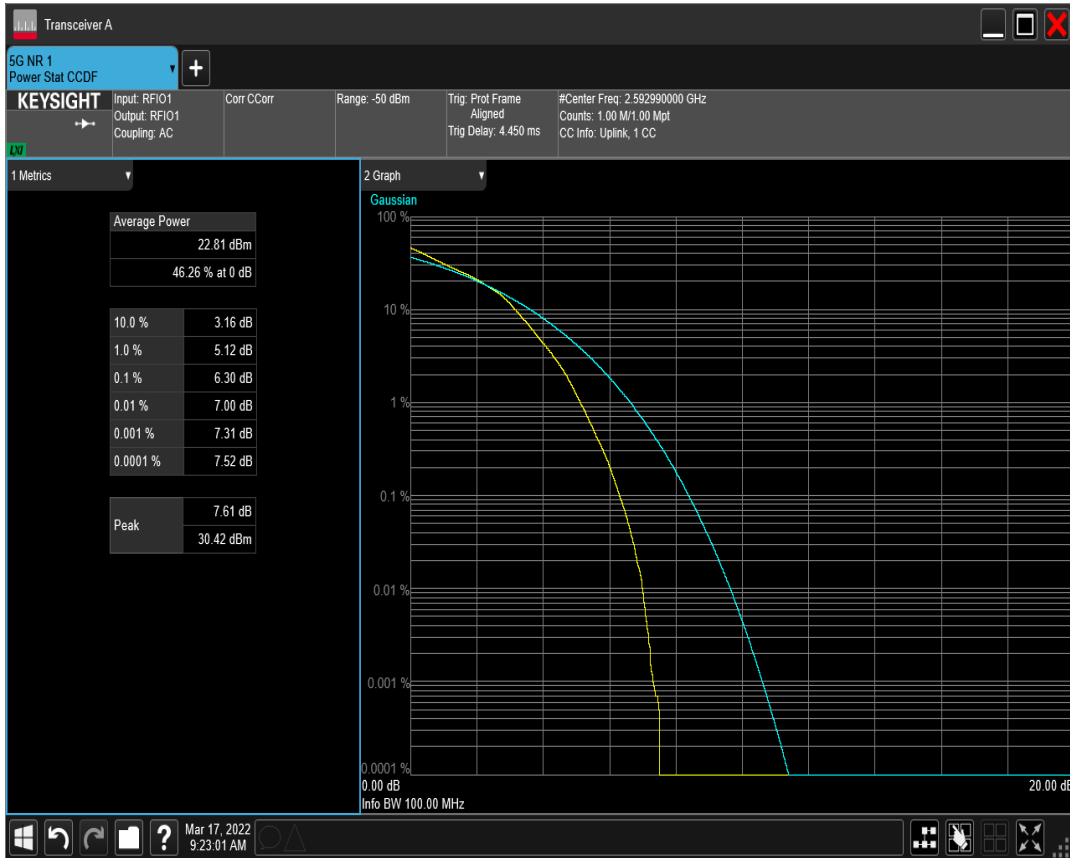 Transceiver A
5G NR 1
Power Stat CCDF
+
KEYSIGHT
LXI
Input: RFIO1
Output: RFIO1
Coupling: AC
Corr CCorr
Range: -50 dBm
Trig: Prot Frame
Aligned
Trig Delay: 4.450 ms
#Center Freq: 2.592990000 GHz
Counts: 1.00 M/1.00 Mpt
CC Info: Uplink, 1 CC
1 Metrics
Average Power
22.81 dBm
46.26 % at 0 dB
10.0 % 3.16 dB
1.0 % 5.12 dB
0.1 % 6.30 dB
0.01 % 7.00 dB
0.001 % 7.31 dB
0.0001 % 7.52 dB
Peak
7.61 dB
30.42 dBm
2 Graph
Gaussian
100 %
10 %
1 %
0.1 %
0.01 %
0.001 %
0.0001 %
0.00 dB
20.00 dB
Info BW 100.00 MHz
?
Mar 17, 2022
9:23:01 AM